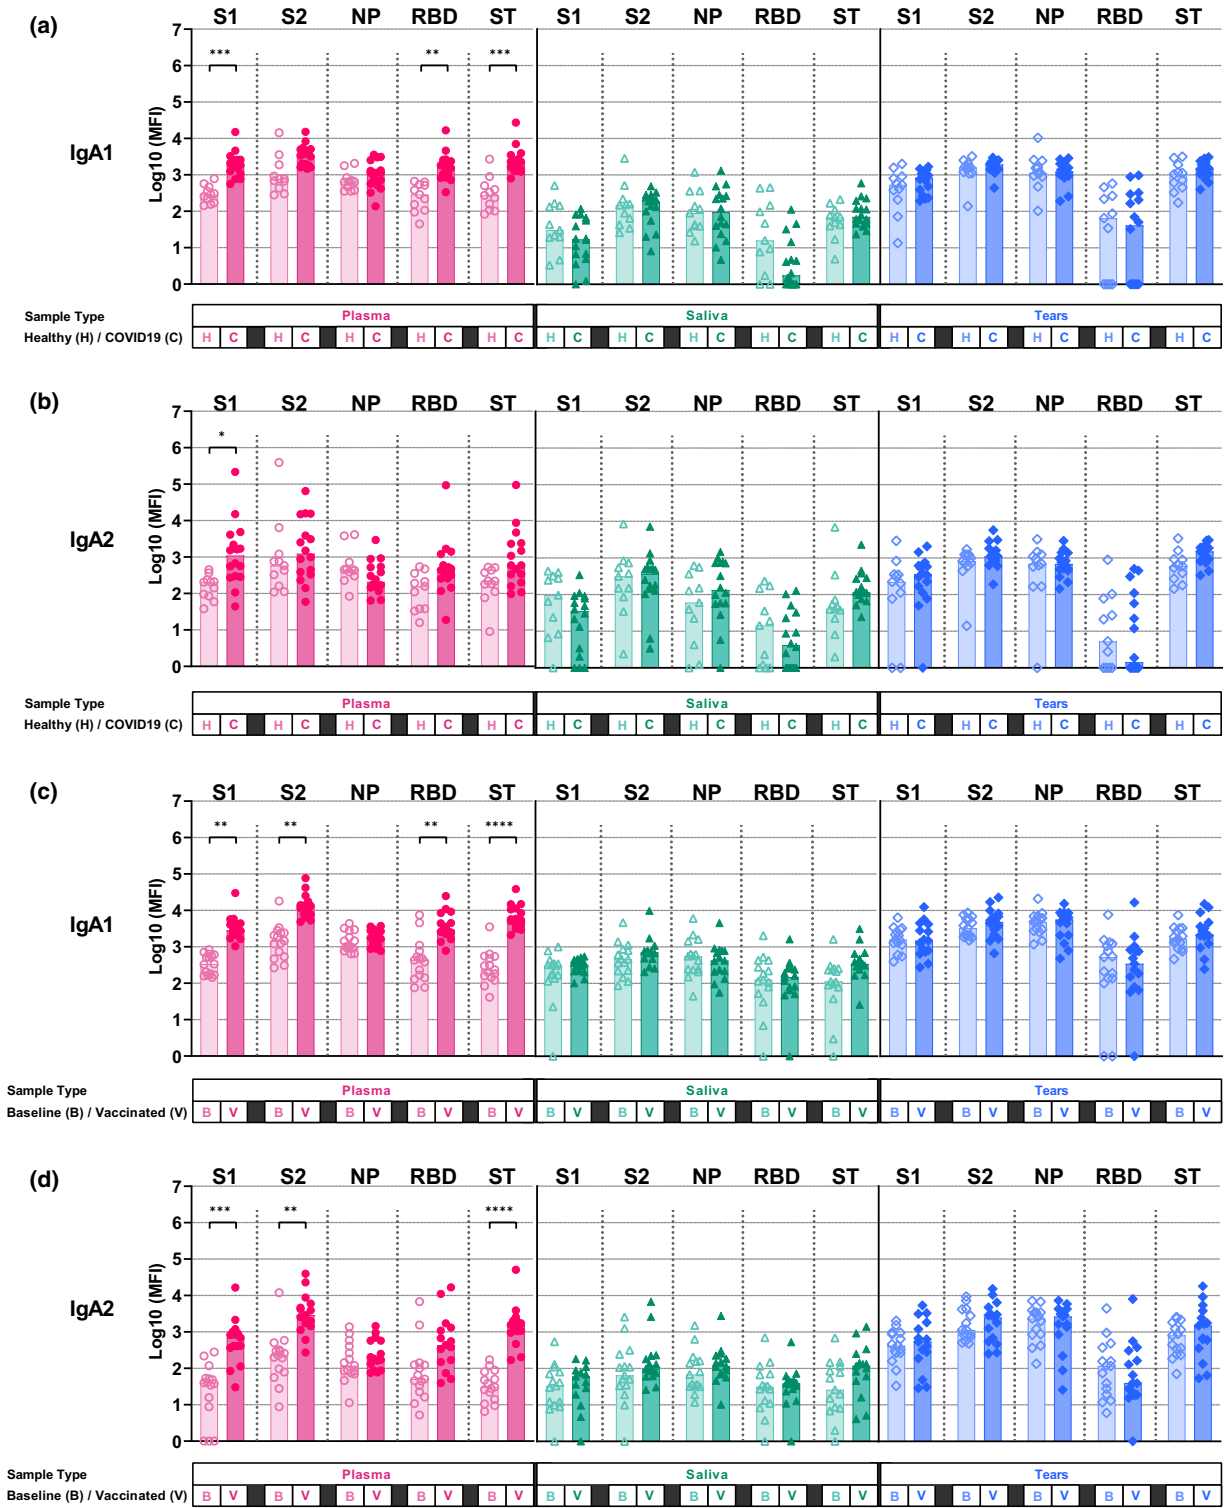 (a)
S1 S2 NP RBD ST S1 S2 NP RBD ST S1 S2 NP RBD ST
*** ** ***
IgA1
Log10 (MFI)
7
6
5
4
3
2
1
0
Sample Type Plasma Saliva Tears
Healthy (H) / COVID19 (C) H C H C H C H C H C H C H C H C H C H C H C H C H C H C H C
(b)
S1 S2 NP RBD ST S1 S2 NP RBD ST S1 S2 NP RBD ST
*
IgA2
Log10 (MFI)
7
6
5
4
3
2
1
0
Sample Type Plasma Saliva Tears
Healthy (H) / COVID19 (C) H C H C H C H C H C H C H C H C H C H C H C H C H C H C H C
(c)
S1 S2 NP RBD ST S1 S2 NP RBD ST S1 S2 NP RBD ST
** ** ** ****
IgA1
Log10 (MFI)
7
6
5
4
3
2
1
0
Sample Type Plasma Saliva Tears
Baseline (B) / Vaccinated (V) B V B V B V B V B V B V B V B V B V B V B V B V B V B V B V
(d)
S1 S2 NP RBD ST S1 S2 NP RBD ST S1 S2 NP RBD ST
*** ** ****
IgA2
Log10 (MFI)
7
6
5
4
3
2
1
0
Sample Type Plasma Saliva Tears
Baseline (B) / Vaccinated (V) B V B V B V B V B V B V B V B V B V B V B V B V B V B V B V